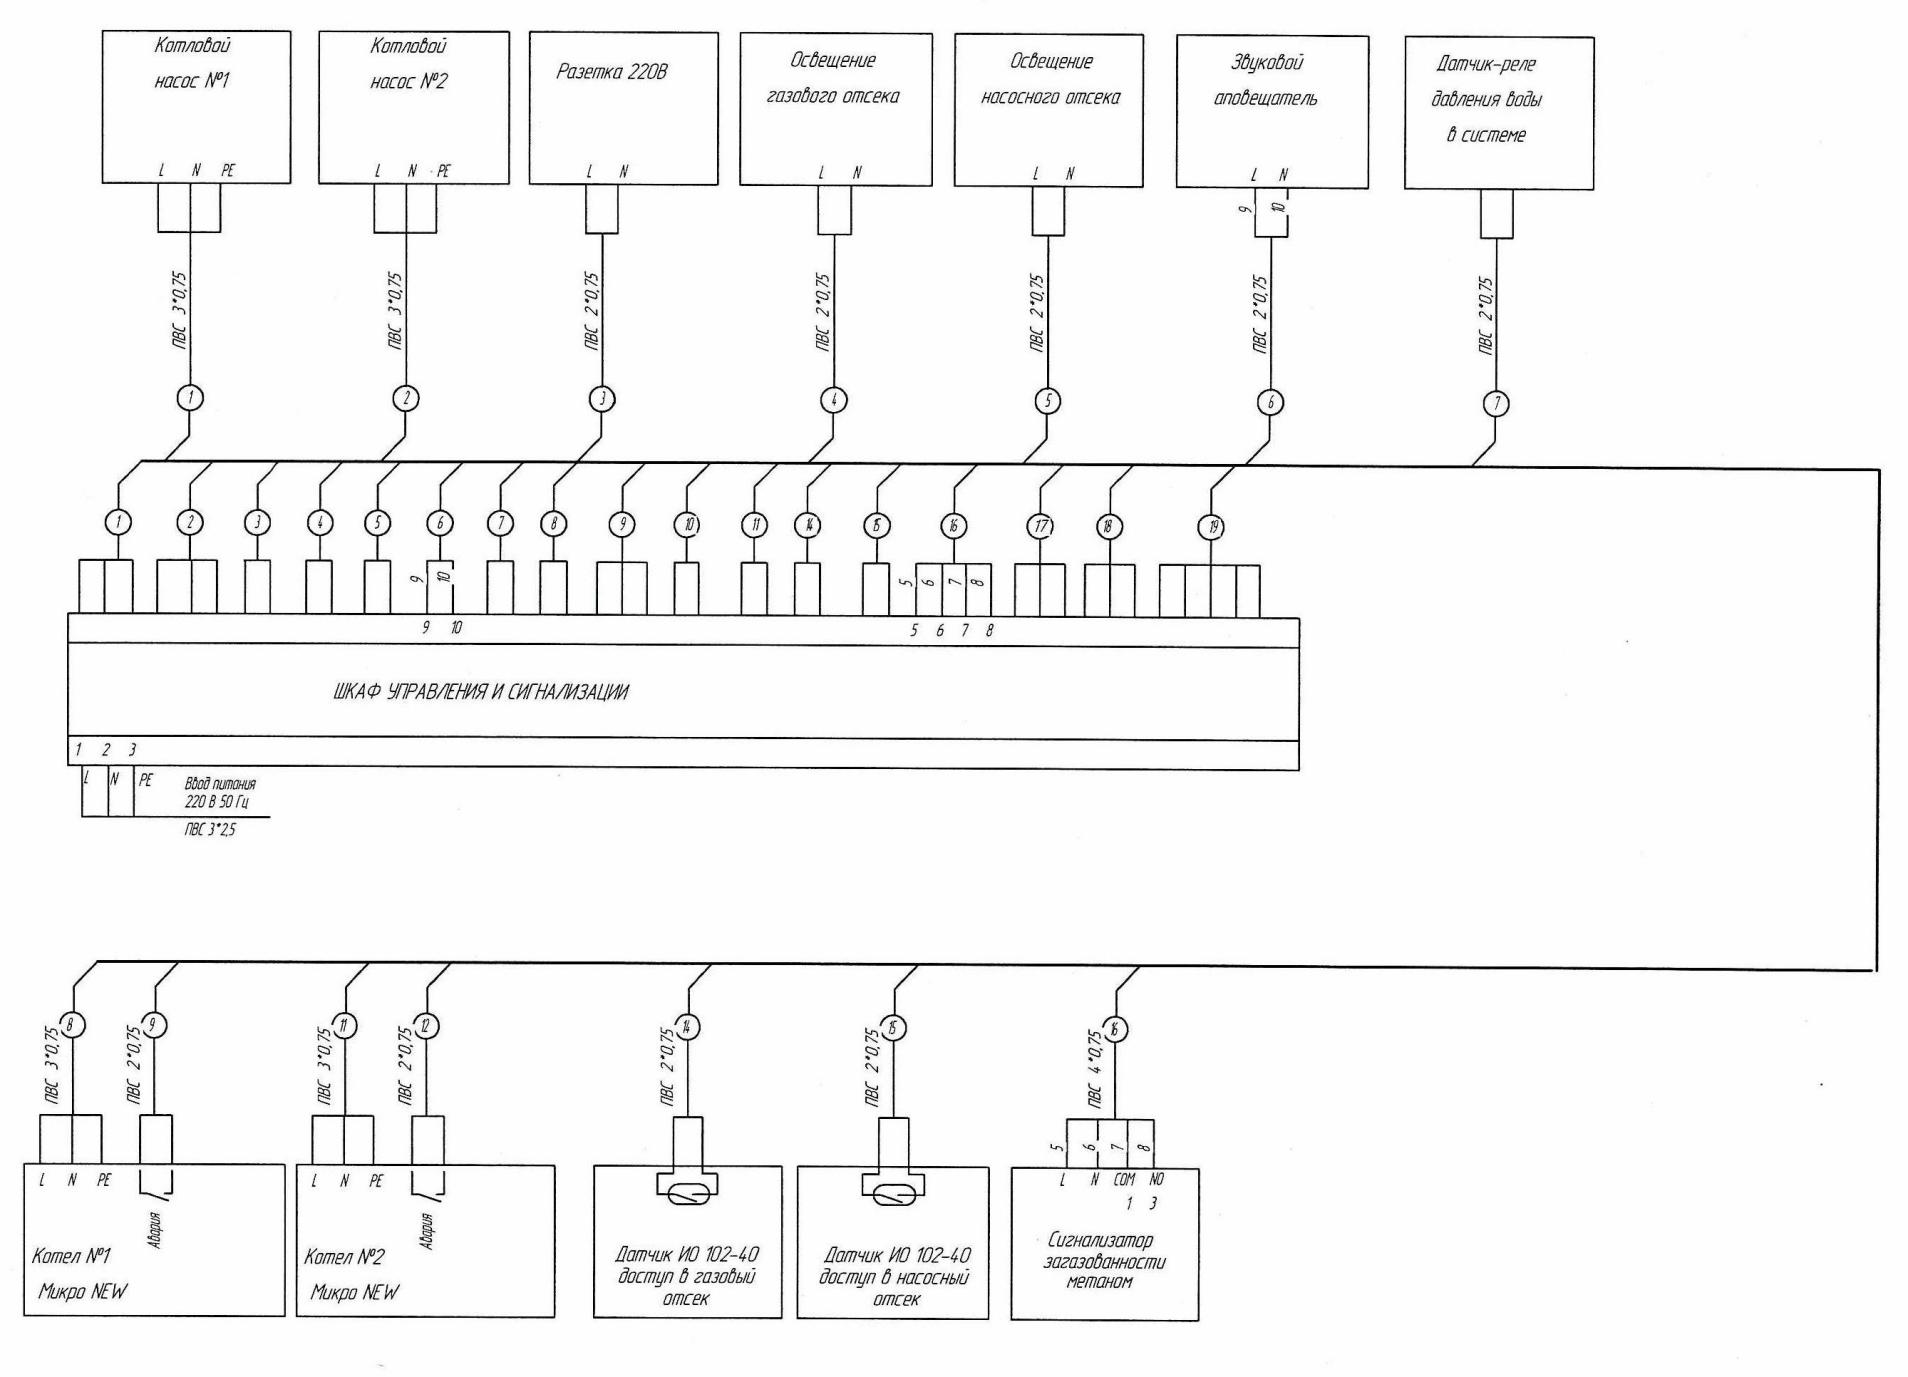 Котловой
насос №1
L N PE
Котловой
насос №2
L N PE
Разетка 220В
L N
Освещение
газового отсека
L N
Освещение
насосного отсека
L N
Звуковой
аповещатель
L N
9 10
Датчик-реле
давления воды
в системе
ПВС 3*0,75
ПВС 3*0,75
ПВС 2*0,75
ПВС 2*0,75
ПВС 2*0,75
ПВС 2*0,75
ПВС 2*0,75
1 2 3 4 5 6 7
1 2 3 4 5 6 7 8 9 10 11 14 15 16 17 18 19
9 10 5 6 7 8
9 10 5 6 7 8
ШКАФ УПРАВЛЕНИЯ И СИГНАЛИЗАЦИИ
1 2 3
L N PE
Ввод питания
220 В 50 Гц
ПВС 3*2,5
8 9 11 12 14 15 16
ПВС 3*0,75
ПВС 2*0,75
ПВС 3*0,75
ПВС 2*0,75
ПВС 2*0,75
ПВС 2*0,75
ПВС 4*0,75
L N PE
Авария
Котел №1
Микро NEW
L N PE
Авария
Котел №2
Микро NEW
Датчик ИО 102-40
доступ в газовый
отсек
Датчик ИО 102-40
доступ в насосный
отсек
5 6 7 8
L N COM NO
1 3
Сигнализатор
загазованности
метаном